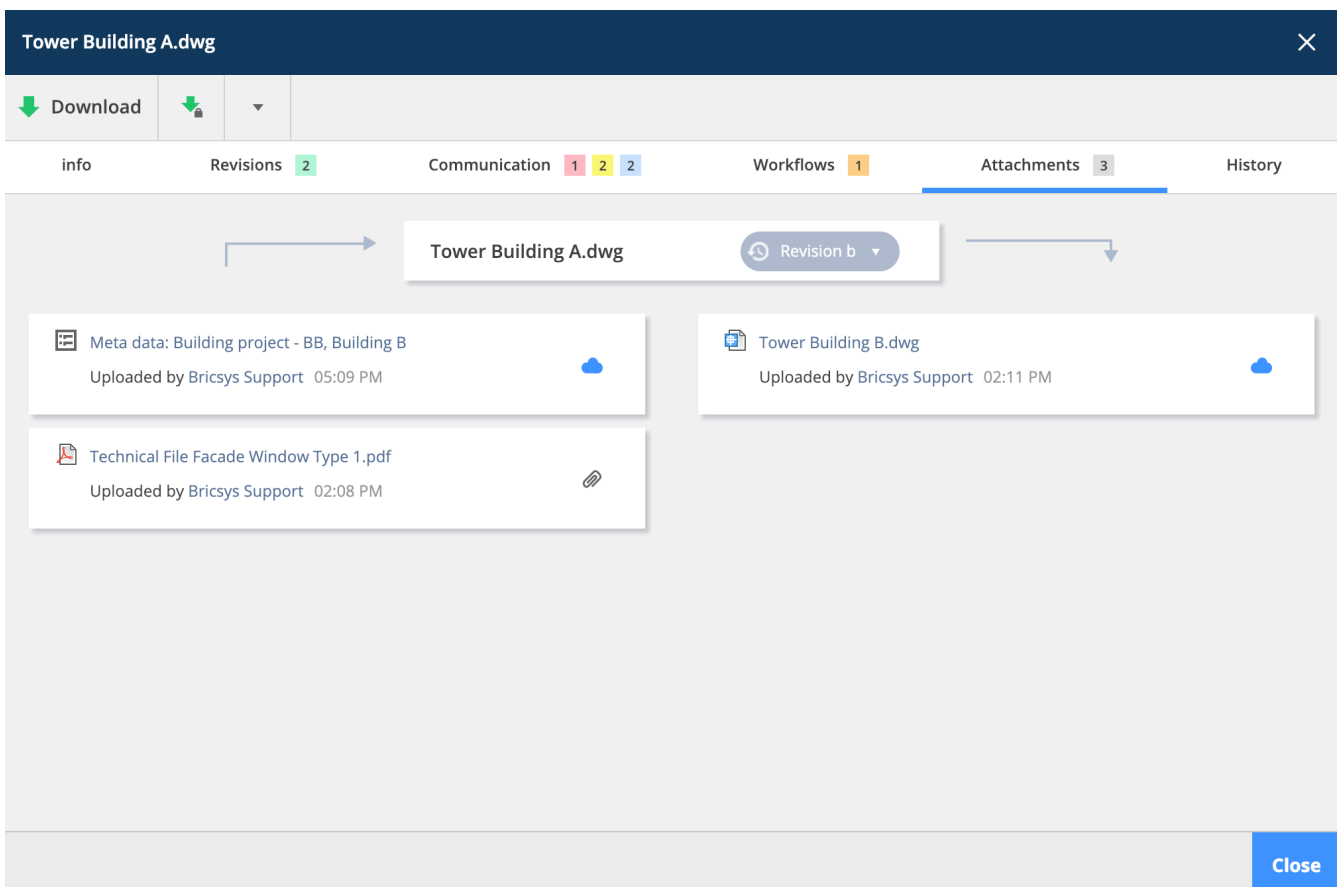 Tower Building A.dwg
Download
info Revisions 2 Communication 1 2 2 Workflows 1 Attachments 3 History
Tower Building A.dwg Revision b
Meta data: Building project - BB, Building B
Uploaded by Bricsys Support 05:09 PM
Tower Building B.dwg
Uploaded by Bricsys Support 02:11 PM
Technical File Facade Window Type 1.pdf
Uploaded by Bricsys Support 02:08 PM
Close